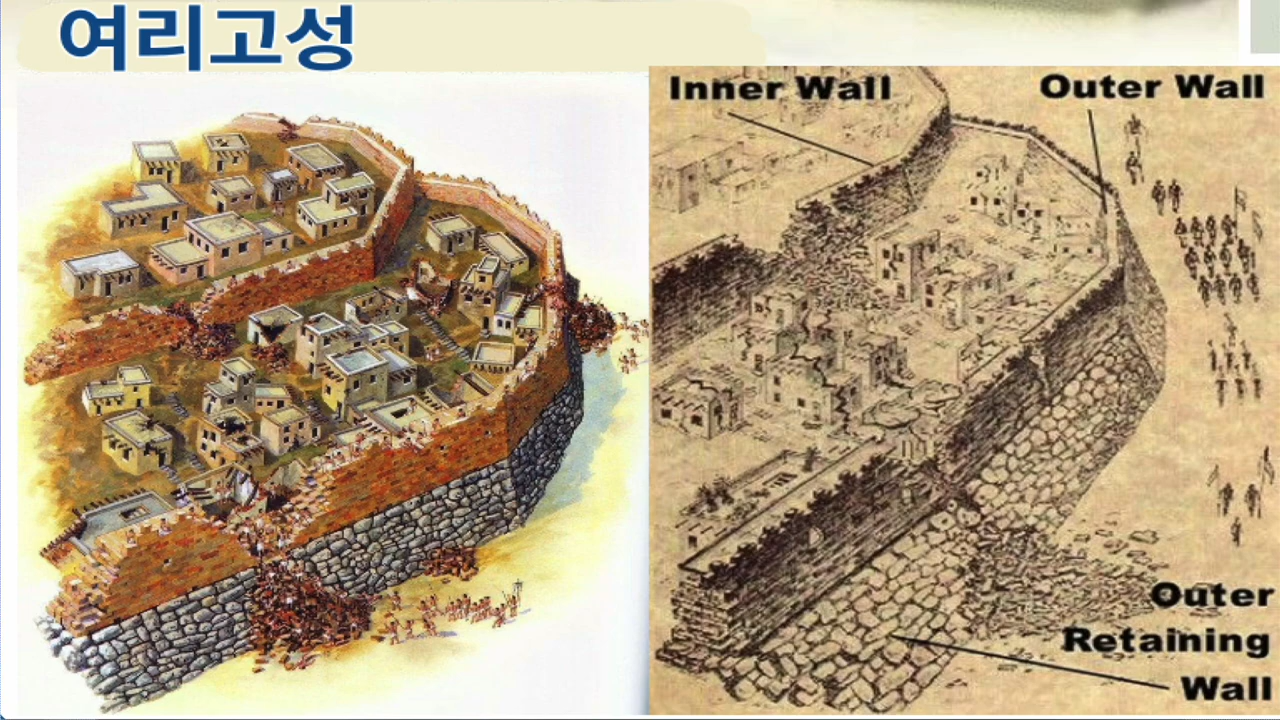 여리고성
Inner Wall
Outer Wall
Outer
Retaining
Wall